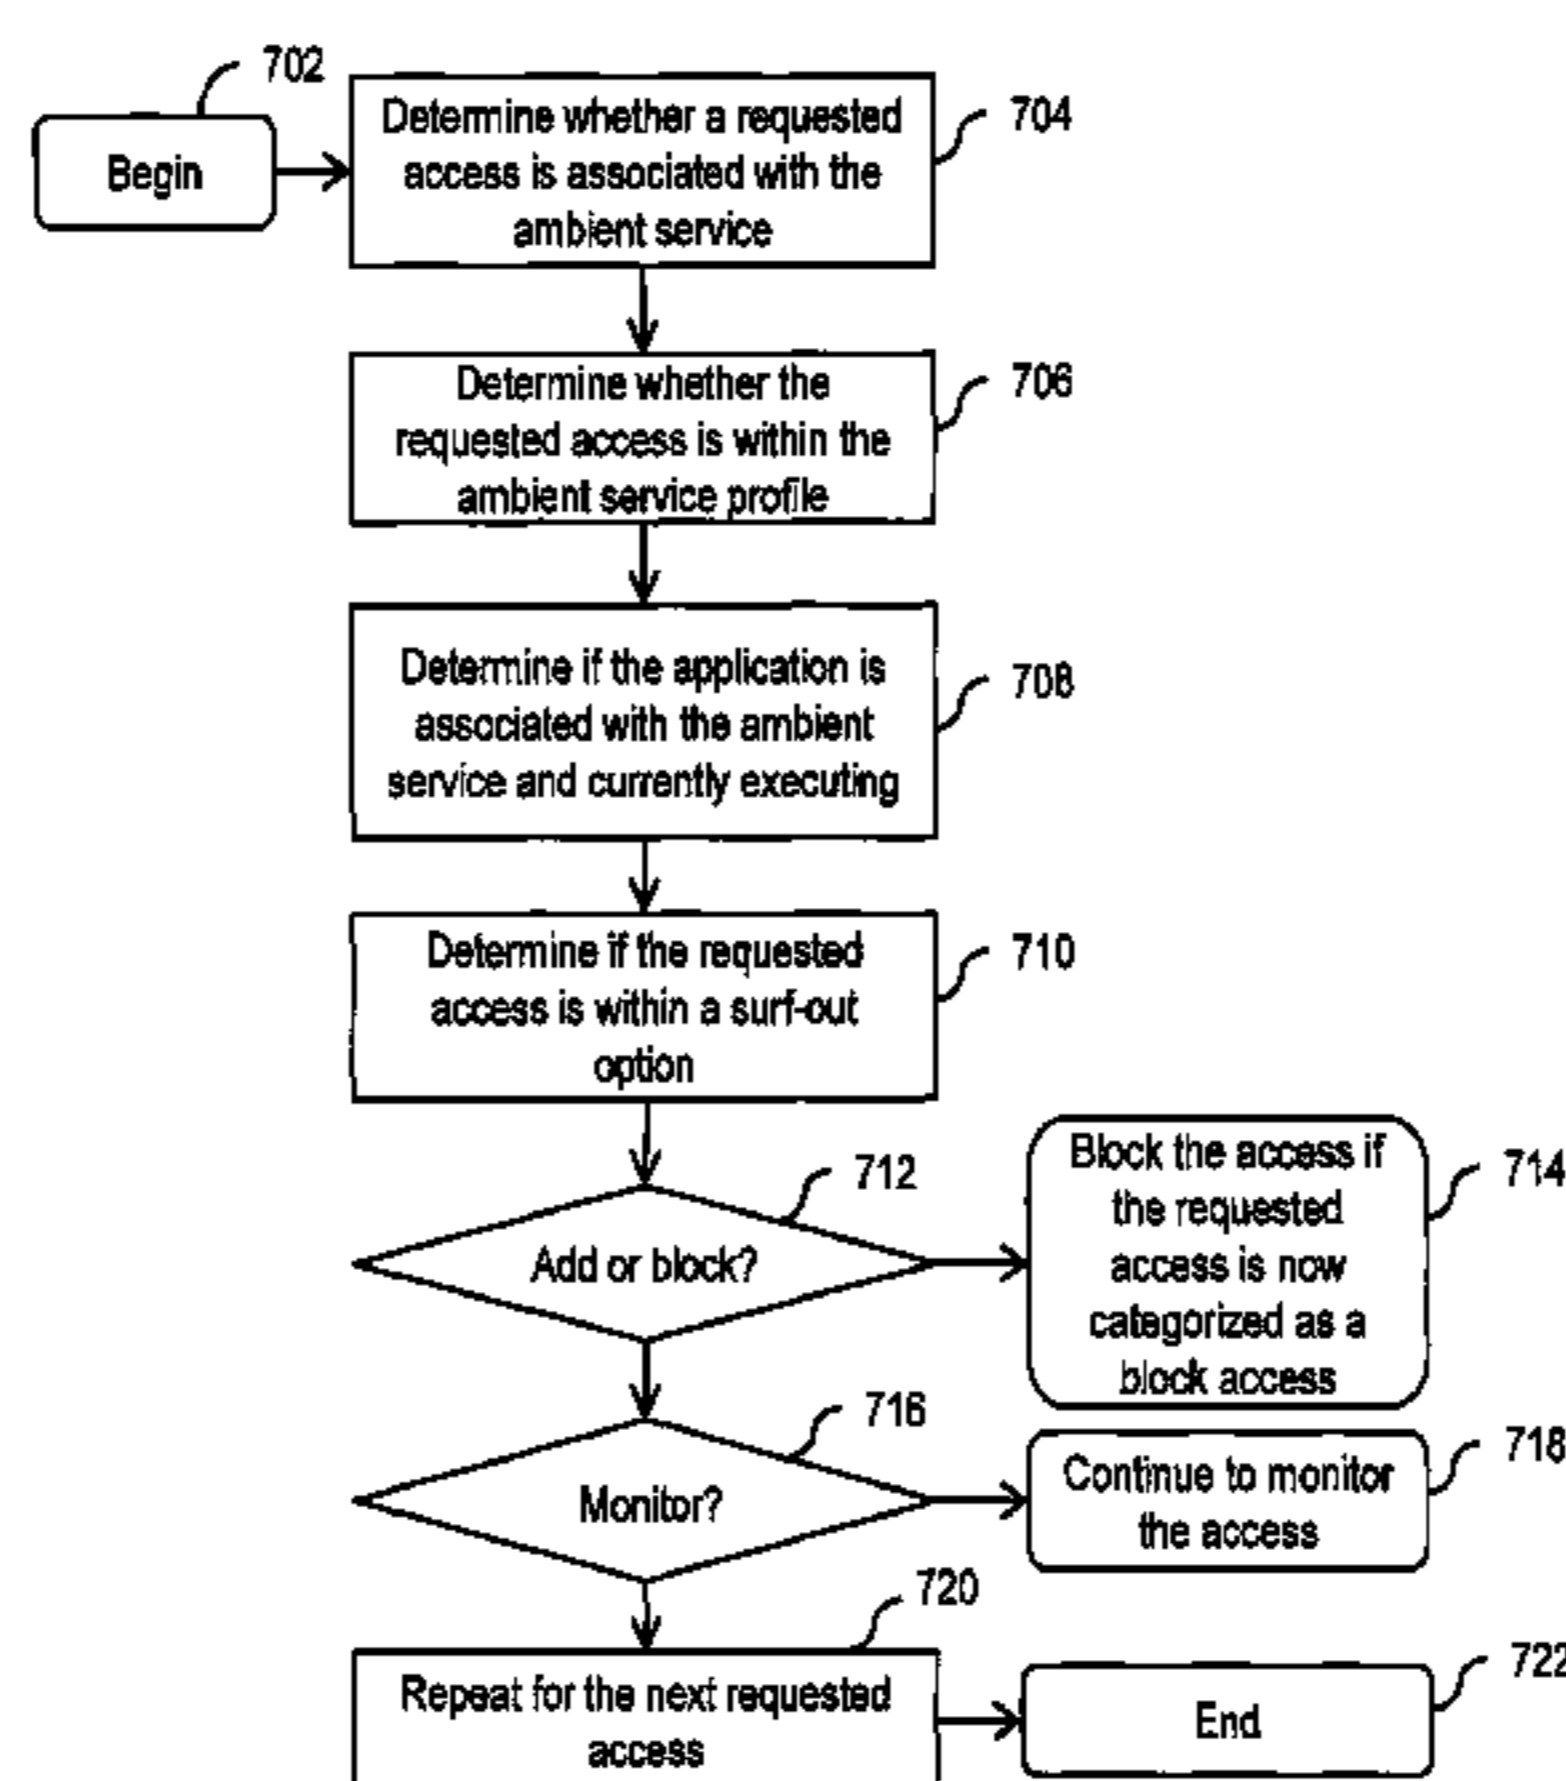 702
Begin
Determine whether a requested
access is associated with the
ambient service
704
Determine whether the
requested access is within the
ambient service profile
706
Determine if the application is
associated with the ambient
service and currently executing
708
Determine if the requested
access is within a surf-out
option
710
712
Add or block?
Block the access if
the requested
access is now
categorized as a
block access
714
716
Monitor?
Continue to monitor
the access
718
720
Repeat for the next requested
access
End
722